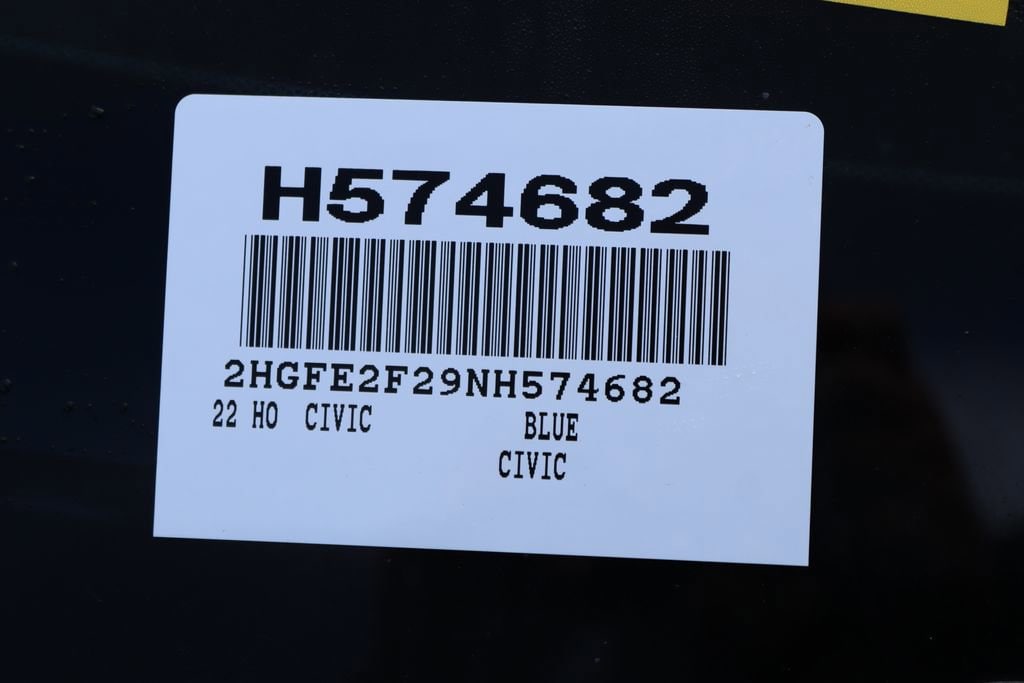 H574682
2HGFE2F29NH574682
22 HO CIVIC BLUE
CIVIC